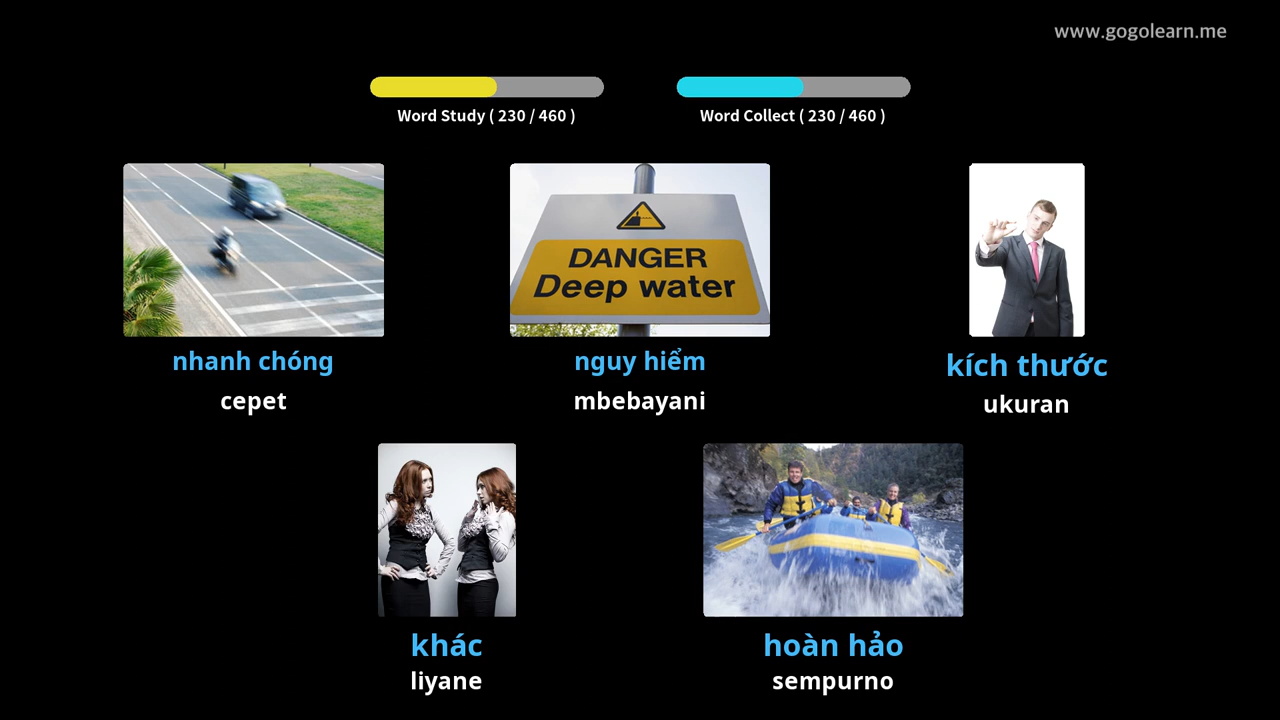 www.gogolearn.me
Word Study ( 230 / 460 )
Word Collect ( 230 / 460 )
DANGER
Deep water
nhanh chóng
cepet
nguy hiểm
mbebayani
kích thước
ukuran
khác
liyane
hoàn hảo
sempurno